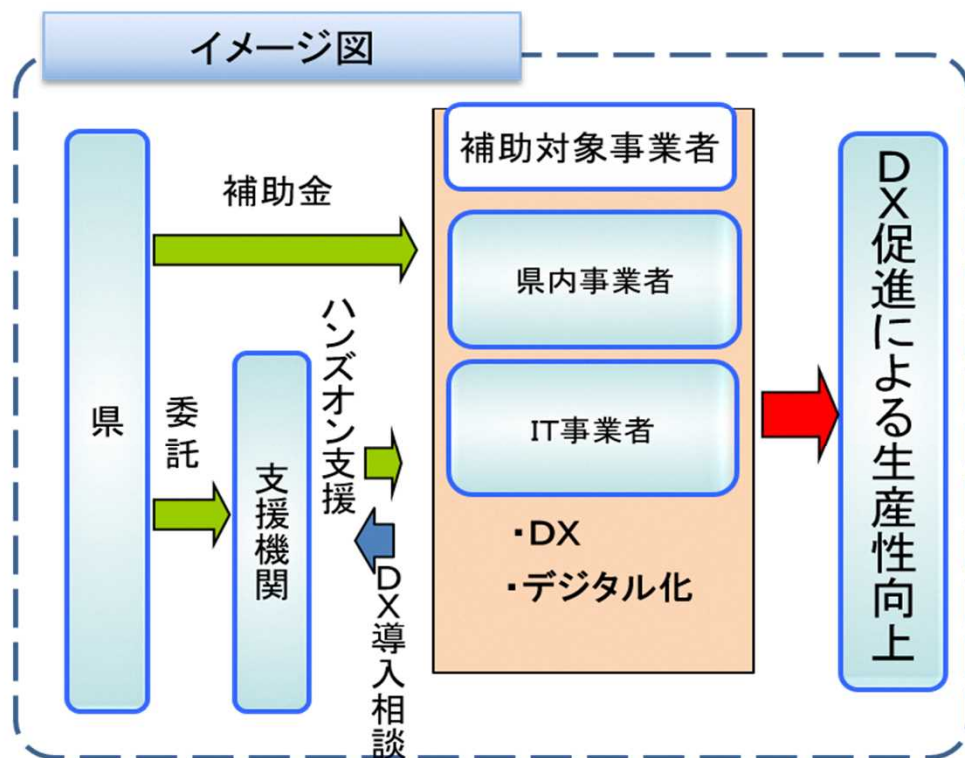 イメージ図
県
補助金
委託
支援機関
ハンズオン支援
DX導入相談
補助対象事業者
県内事業者
IT事業者
・DX
・デジタル化
DX促進による生産性向上